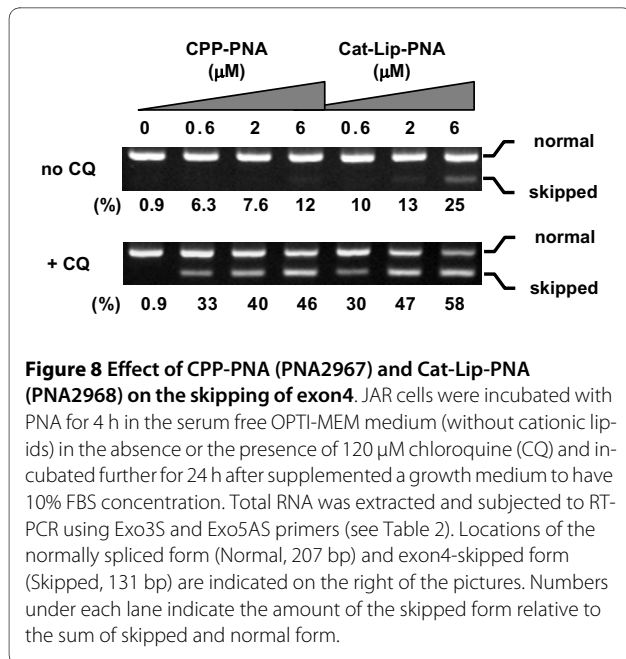 CPP-PNA Cat-Lip-PNA
(μM) (μM)
0 0.6 2 6 0.6 2 6
normal
no CQ
skipped
(%) 0.9 6.3 7.6 12 10 13 25
normal
+ CQ
skipped
(%) 0.9 33 40 46 30 47 58
Figure 8 Effect of CPP-PNA (PNA2967) and Cat-Lip-PNA
(PNA2968) on the skipping of exon4. JAR cells were incubated with
PNA for 4 h in the serum free OPTI-MEM medium (without cationic lip-
ids) in the absence or the presence of 120 μM chloroquine (CQ) and in-
cubated further for 24 h after supplemented a growth medium to have
10% FBS concentration. Total RNA was extracted and subjected to RT-
PCR using Exo3S and Exo5AS primers (see Table 2). Locations of the
normally spliced form (Normal, 207 bp) and exon4-skipped form
(Skipped, 131 bp) are indicated on the right of the pictures. Numbers
under each lane indicate the amount of the skipped form relative to
the sum of skipped and normal form.